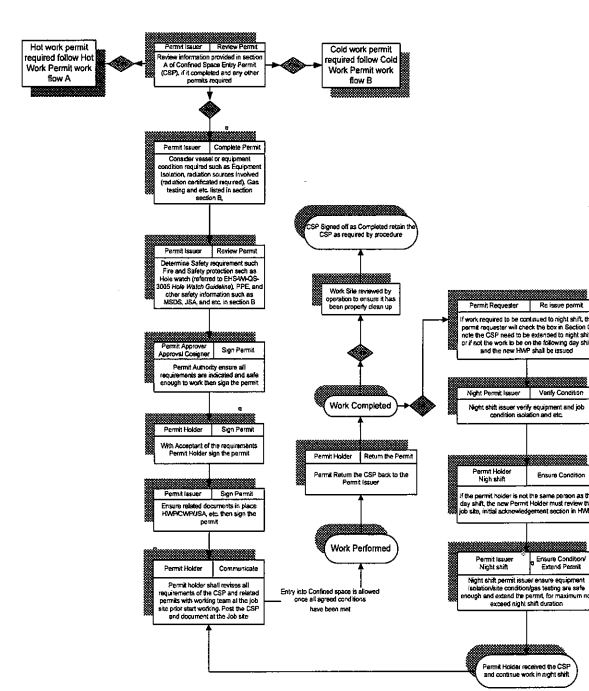 Hot work permit
required follow Hot
Work Permit work
flow A
Permit Issuer Review Permit
Review information provided in section
A of Confined Space Entry Permit
(CSP), if it completed and any other
permits required
Cold work permit
required follow Cold
Work Permit work
flow B
Permit Issuer Complete Permit
Consider vessel or equipment
condition required such as Equipment
Isolation, radiation sources involved
(radiation certificated required), Gas
testing and etc. listed in section
section B,
Permit Issuer Review Permit
Determine Safety requirement such
Fire and Safety protection sech as
Hole watch (referred to EHS-WI-QS-
3005 Hole Watch Guideline), PPE, and
other safety information such as
MSDS, JSA, and etc. in section B
Permit Approver
Approval Cosigner Sign Permit
Permit Authority ensure all
requirements are indicated and safe
enough to work then sign the permit
Permit Holder Sign Permit
With Acceptant of the requirements
Permit Holder sign the permit
Permit Issuer Sign Permit
Ensure related documents in place
HWP/CWP/JSA, etc. then sign the
permit
Permit Holder Communicate
Permit holder shall revises all
requirements of the CSP and related
permits with working team at the job
site prior start working. Post the CSP
and document at the Job site
Entry into Confined space is allowed
once all agreed conditions
have been met
Work Performed
Permit Holder Return the Permit
Permit Return the CSP back to the
Permit Issuer
Work Completed
Work Site reviewed by
operation to ensure it has
been properly clean up
CSP Signed off as Completed retain the
CSP as required by procedure
Permit Requester Re issue permit
If work required to be continued to night shift, th
permit requester will check the box in Section
note the CSP need to be extended to night shi
or if not the work to be on the following day shi
and the new HWP shall be issued
Night Permit Issuer Verify Condition
Night shift issuer verify equipment and job
condition isolation and etc.
Permit Holder
Nigh shift Ensure Condition
if the permit holder is not the same person as th
day shift, the new Permit Holder must review th
job site, initial acknowledgement section in HW
Permit Issuer
Night shift Ensure Condition/
Extend Permit
Night shift permit issuer ensure equipment
isolation/site condition/gas testing are safe
enough and extend the permit, for maximum no
exceed night shift duration
Permit Holder received the CSP
and continue work in night shift